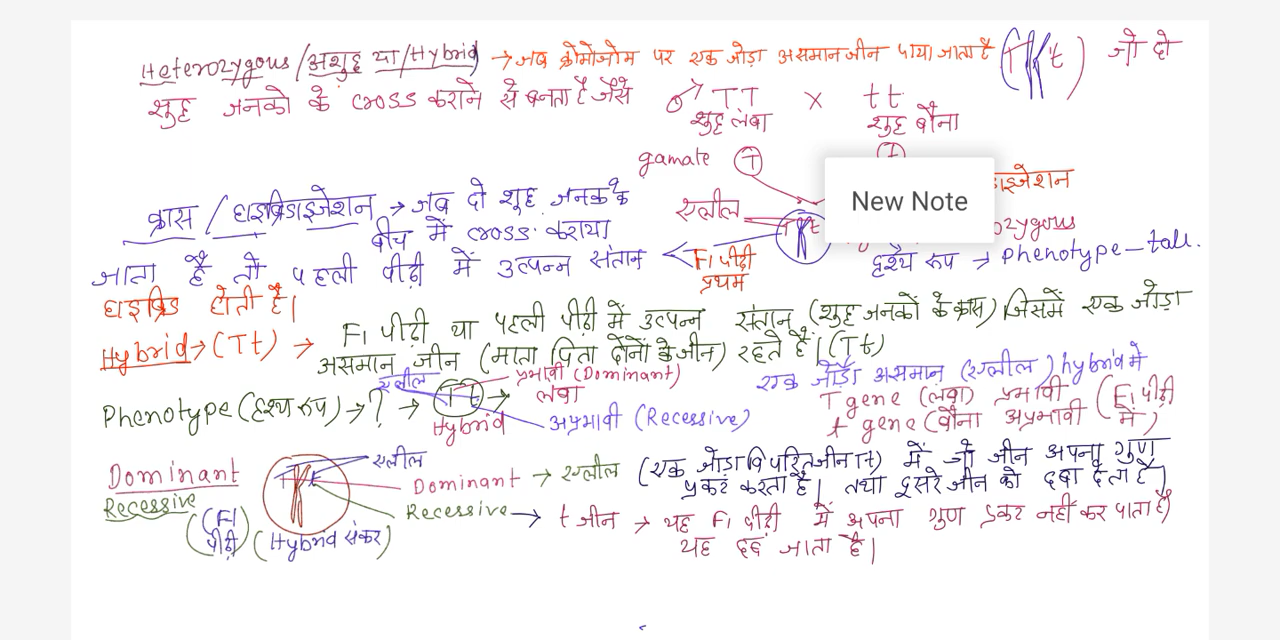 Heterozygous/अशुद्ध या/Hybrid → जब क्रोमोजोम पर एक जोड़ा असमान जीन पाया जाता है (T t) जो दो
शुद्ध जनको के cross कराने से बनता है जैसे ♂ TT x tt
शुद्ध लंबा शुद्ध बौना
gamate T t
New Note
डाइजेशन
क्रास/हाइब्रिडाइजेशन → जब दो शुद्ध जनक के
बीच में cross कराया
एलील Tt ozygous
जाता है तो पहली पीढ़ी में उत्पन्न संतान < F1 पीढ़ी दृश्य रूप → phenotype – tall.
प्रथम
हाइब्रिड होती है।
Hybrid → (Tt) → F1 पीढ़ी या पहली पीढ़ी में उत्पन्न संतान (शुद्ध जनकों के क्रास) जिसमें एक जोड़ा
असमान जीन (माता पिता दोनों के जीन) रहते हैं। (Tt)
एलील प्रभावी (Dominant) एक जोड़ा असमान (एलील) hybrid में
Phenotype (दृश्य रूप) → ? → Tt → लंबा T gene (लंबा) प्रभावी
Hybrid अप्रभावी (Recessive) t gene (बौना अप्रभावी (F1 पीढ़ी में)
Dominant एलील
Recessive Dominant → एलील (एक जोड़ा विपरित जीन Tt) में जो जीन अपना गुण
प्रकट करता है। तथा दूसरे जीन को दबा देता है।
(F1 पीढ़ी) (Hybrid संकर) Recessive → t जीन → यह F1 पीढ़ी में अपना गुण प्रकट नहीं कर पाता है
यह दब जाता है।